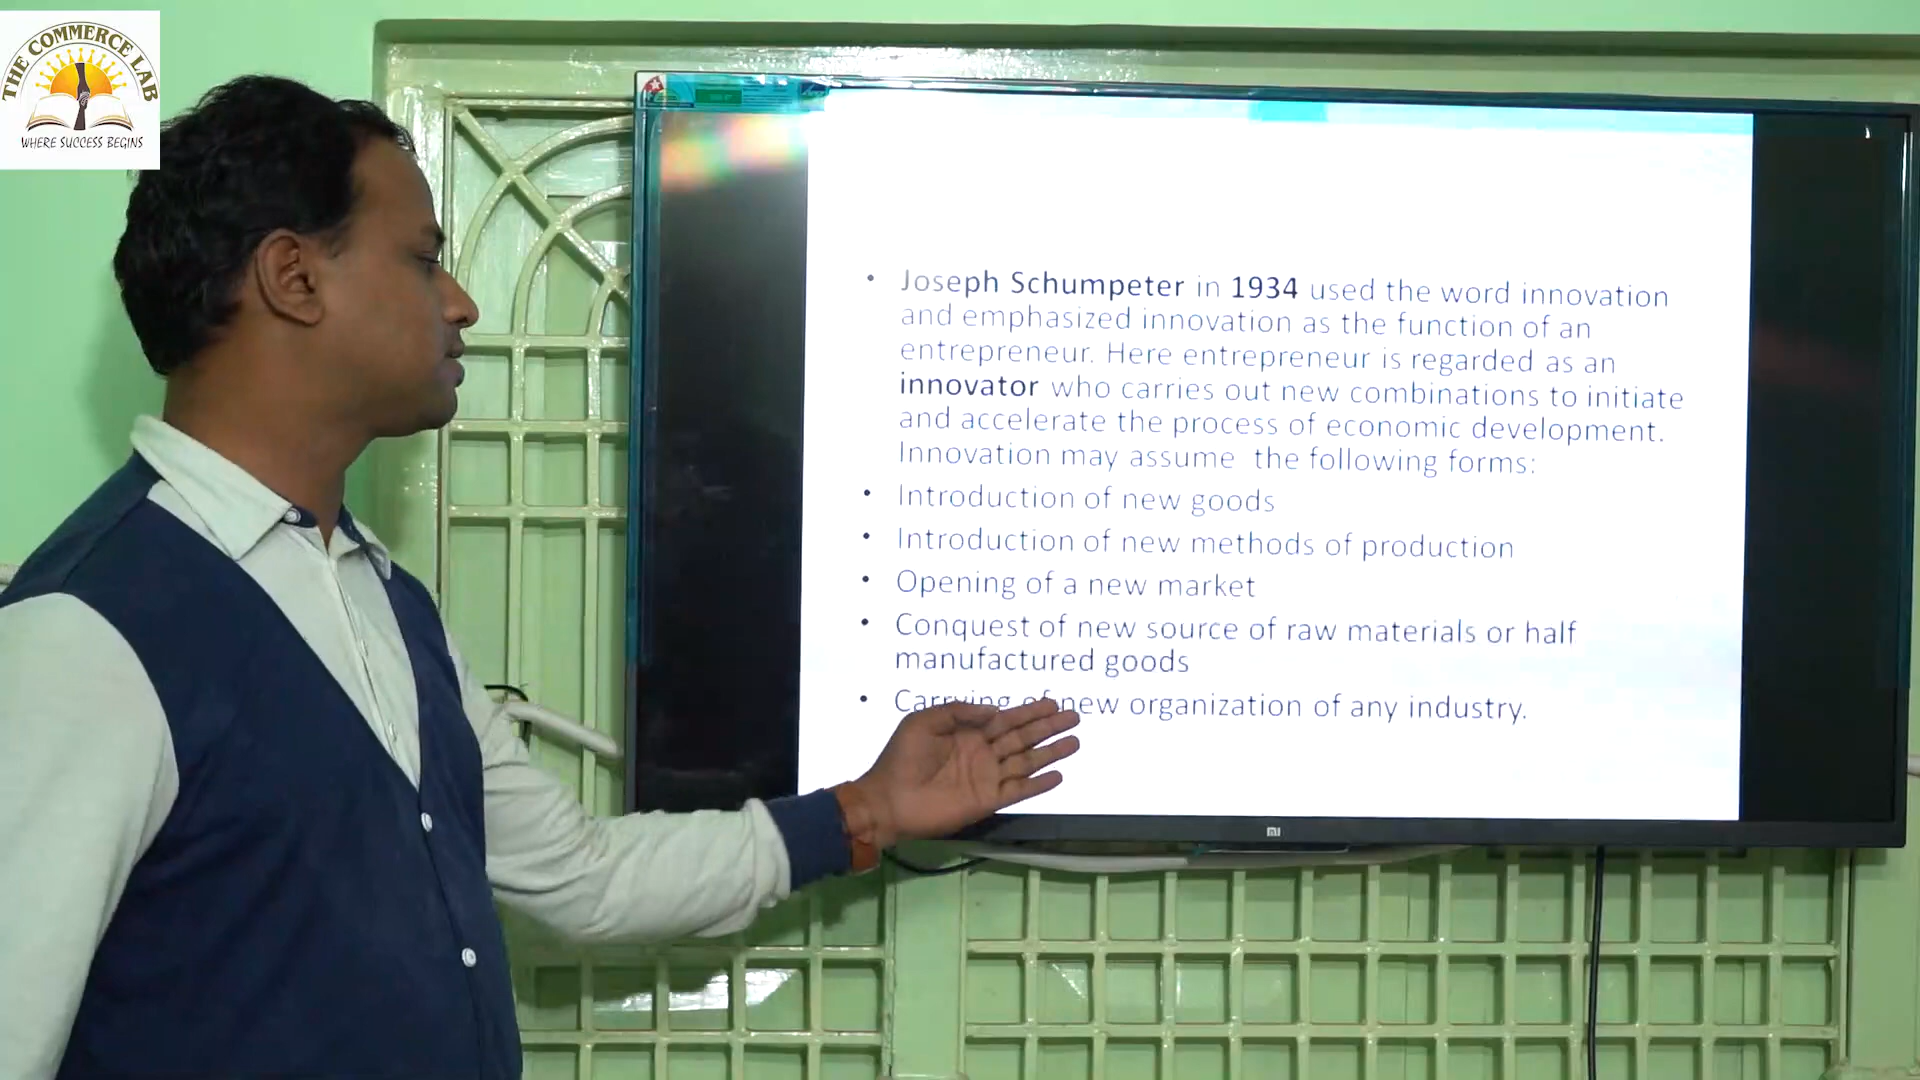 THE COMMERCE LAB
WHERE SUCCESS BEGINS
• Joseph Schumpeter in 1934 used the word innovation
and emphasized innovation as the function of an
entrepreneur. Here entrepreneur is regarded as an
innovator who carries out new combinations to initiate
and accelerate the process of economic development.
Innovation may assume the following forms:
• Introduction of new goods
• Introduction of new methods of production
• Opening of a new market
• Conquest of new source of raw materials or half
manufactured goods
• Carrying of new organization of any industry.
mi